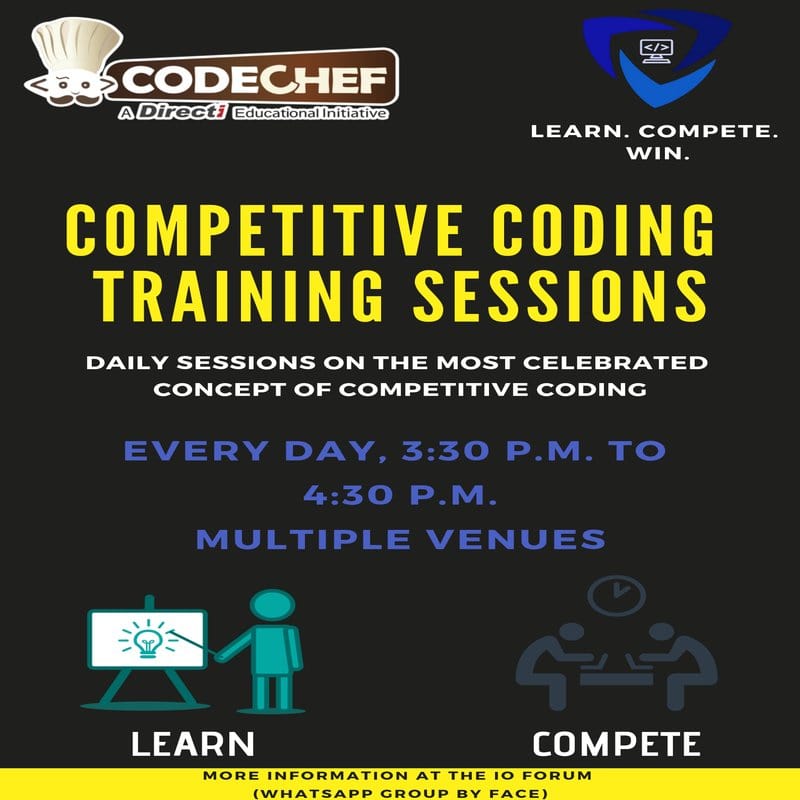 CODECHEF
A Directi Educational Initiative
</>
LEARN. COMPETE.
WIN.
COMPETITIVE CODING
TRAINING SESSIONS
DAILY SESSIONS ON THE MOST CELEBRATED
CONCEPT OF COMPETITIVE CODING
EVERY DAY, 3:30 P.M. TO
4:30 P.M.
MULTIPLE VENUES
LEARN
COMPETE
MORE INFORMATION AT THE IO FORUM
(WHATSAPP GROUP BY FACE)